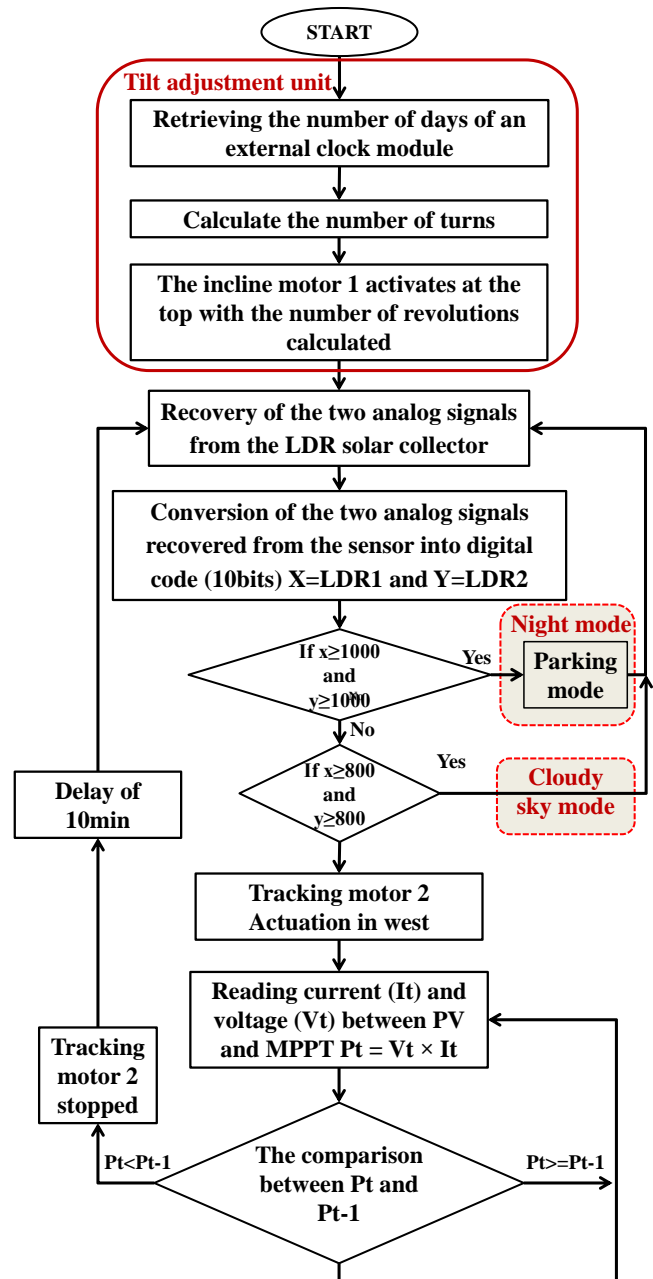 START
Tilt adjustment unit
Retrieving the number of days of an
external clock module
Calculate the number of turns
The incline motor 1 activates at the
top with the number of revolutions
calculated
Recovery of the two analog signals
from the LDR solar collector
Conversion of the two analog signals
recovered from the sensor into digital
code (10bits) X=LDR1 and Y=LDR2
If x≥1000
and
y≥1000
Yes
Night mode
Parking
mode
No
If x≥800
and
y≥800
Yes
Cloudy
sky mode
Delay of
10min
Tracking motor 2
Actuation in west
Reading current (It) and
voltage (Vt) between PV
and MPPT Pt = Vt × It
Tracking
motor 2
stopped
Pt<Pt-1
The comparison
between Pt and
Pt-1
Pt>=Pt-1